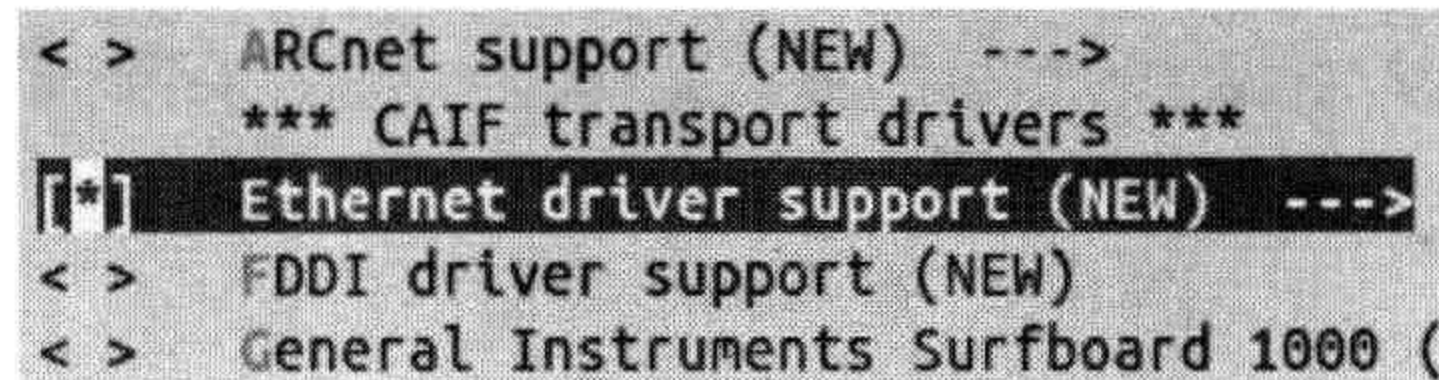 < > ARCnet support (NEW) --->
*** CAIF transport drivers ***
[*] Ethernet driver support (NEW) --->
< > FDDI driver support (NEW)
< > General Instruments Surfboard 1000 (